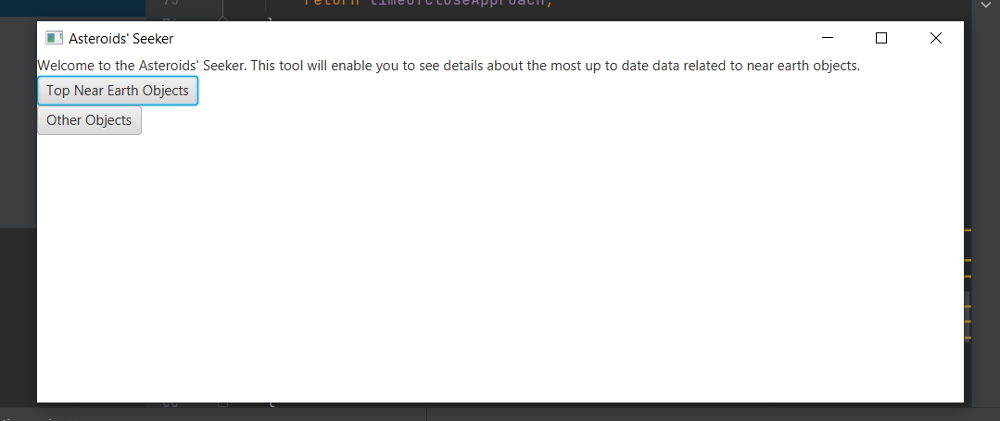 return timeOfCloseApproach;
Asteroids' Seeker
Welcome to the Asteroids' Seeker. This tool will enable you to see details about the most up to date data related to near earth objects.
Top Near Earth Objects
Other Objects
{